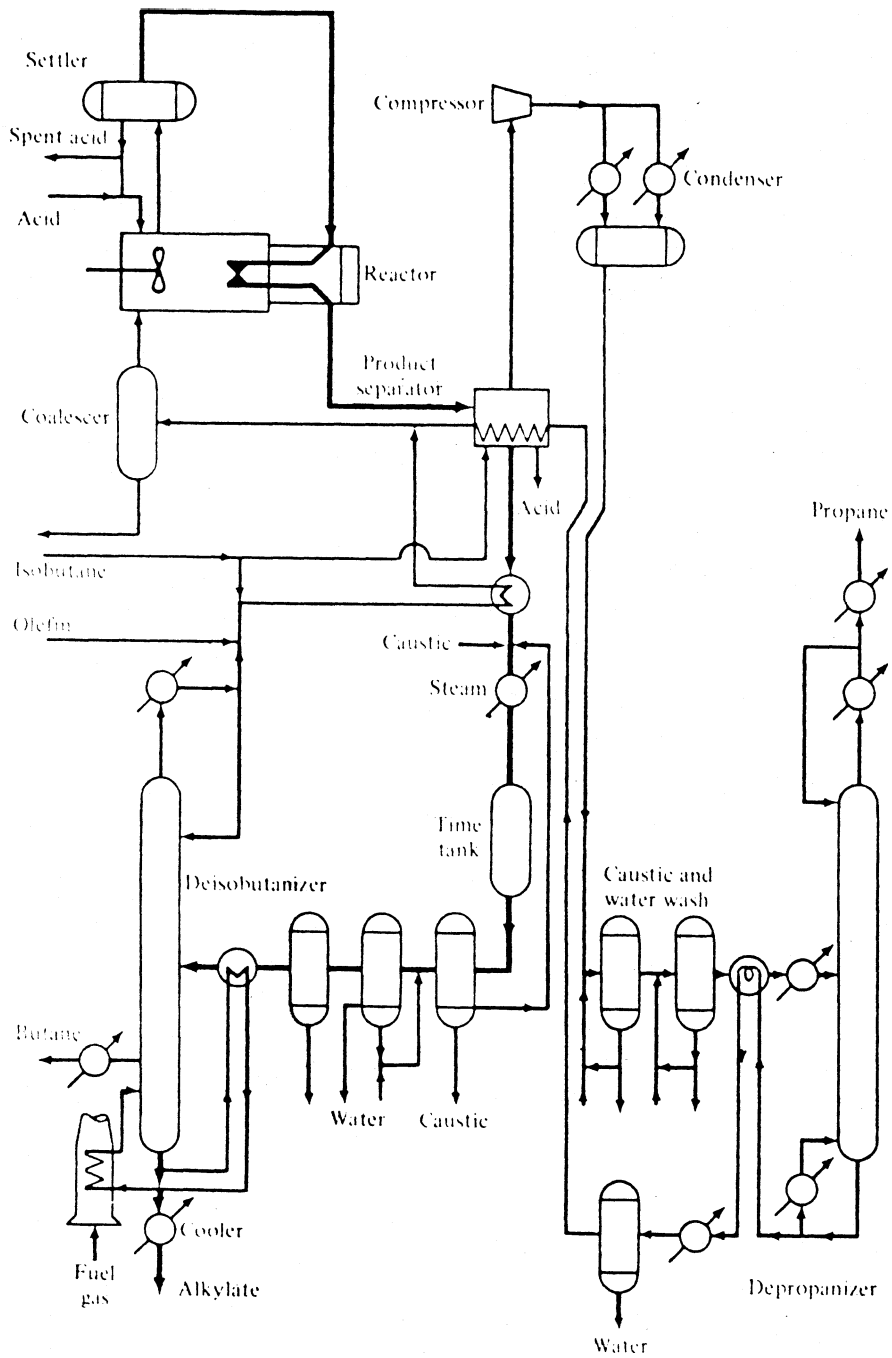 Settler
Compressor
Spent acid
Condenser
Acid
Reactor
Product
separator
Coalescer
Acid
Propane
Isobutane
Olefin
Caustic
Steam
Time
tank
Deisobutanizer
Caustic and
water wash
Butane
Water
Caustic
Cooler
Fuel
gas
Alkylate
Depropanizer
Water